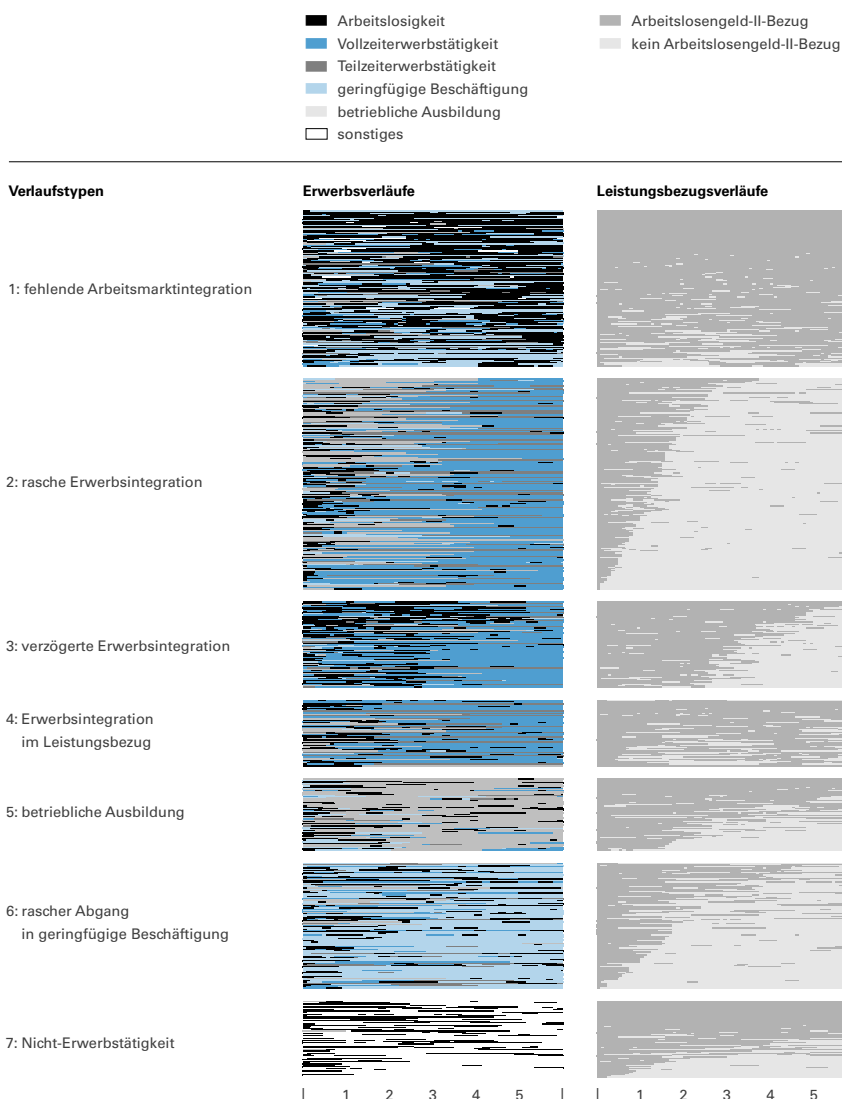 Arbeitslosigkeit
Vollzeiterwerbstätigkeit
Teilzeiterwerbstätigkeit
geringfügige Beschäftigung
betriebliche Ausbildung
sonstiges
Arbeitslosengeld-II-Bezug
kein Arbeitslosengeld-II-Bezug
Verlaufstypen Erwerbsverläufe Leistungsbezugsverläufe
1: fehlende Arbeitsmarktintegration
2: rasche Erwerbsintegration
3: verzögerte Erwerbsintegration
4: Erwerbsintegration
im Leistungsbezug
5: betriebliche Ausbildung
6: rascher Abgang
in geringfügige Beschäftigung
7: Nicht-Erwerbstätigkeit
1 2 3 4 5 1 2 3 4 5